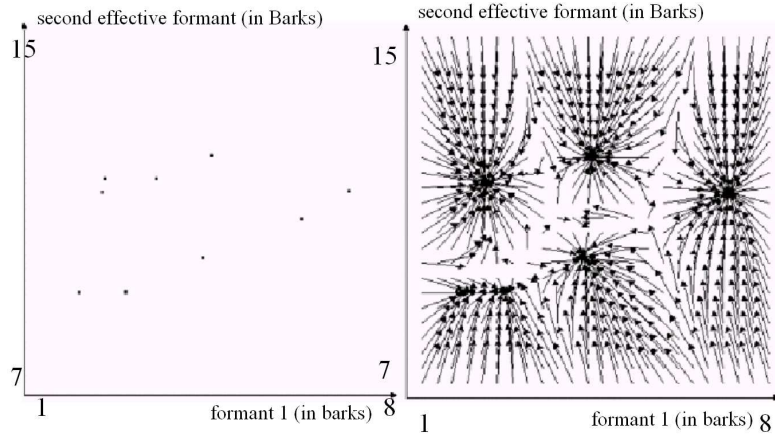 second effective formant (in Barks)
15
7
1
formant 1 (in barks)
8
second effective formant (in Barks)
15
7
1
formant 1 (in barks)
8